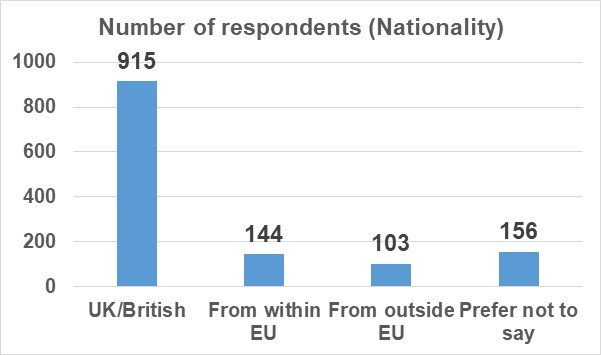 Number of respondents (Nationality)
1000
800
600
400
200
0
915
144
103
156
UK/British
From within
EU
From outside
EU
Prefer not to
say